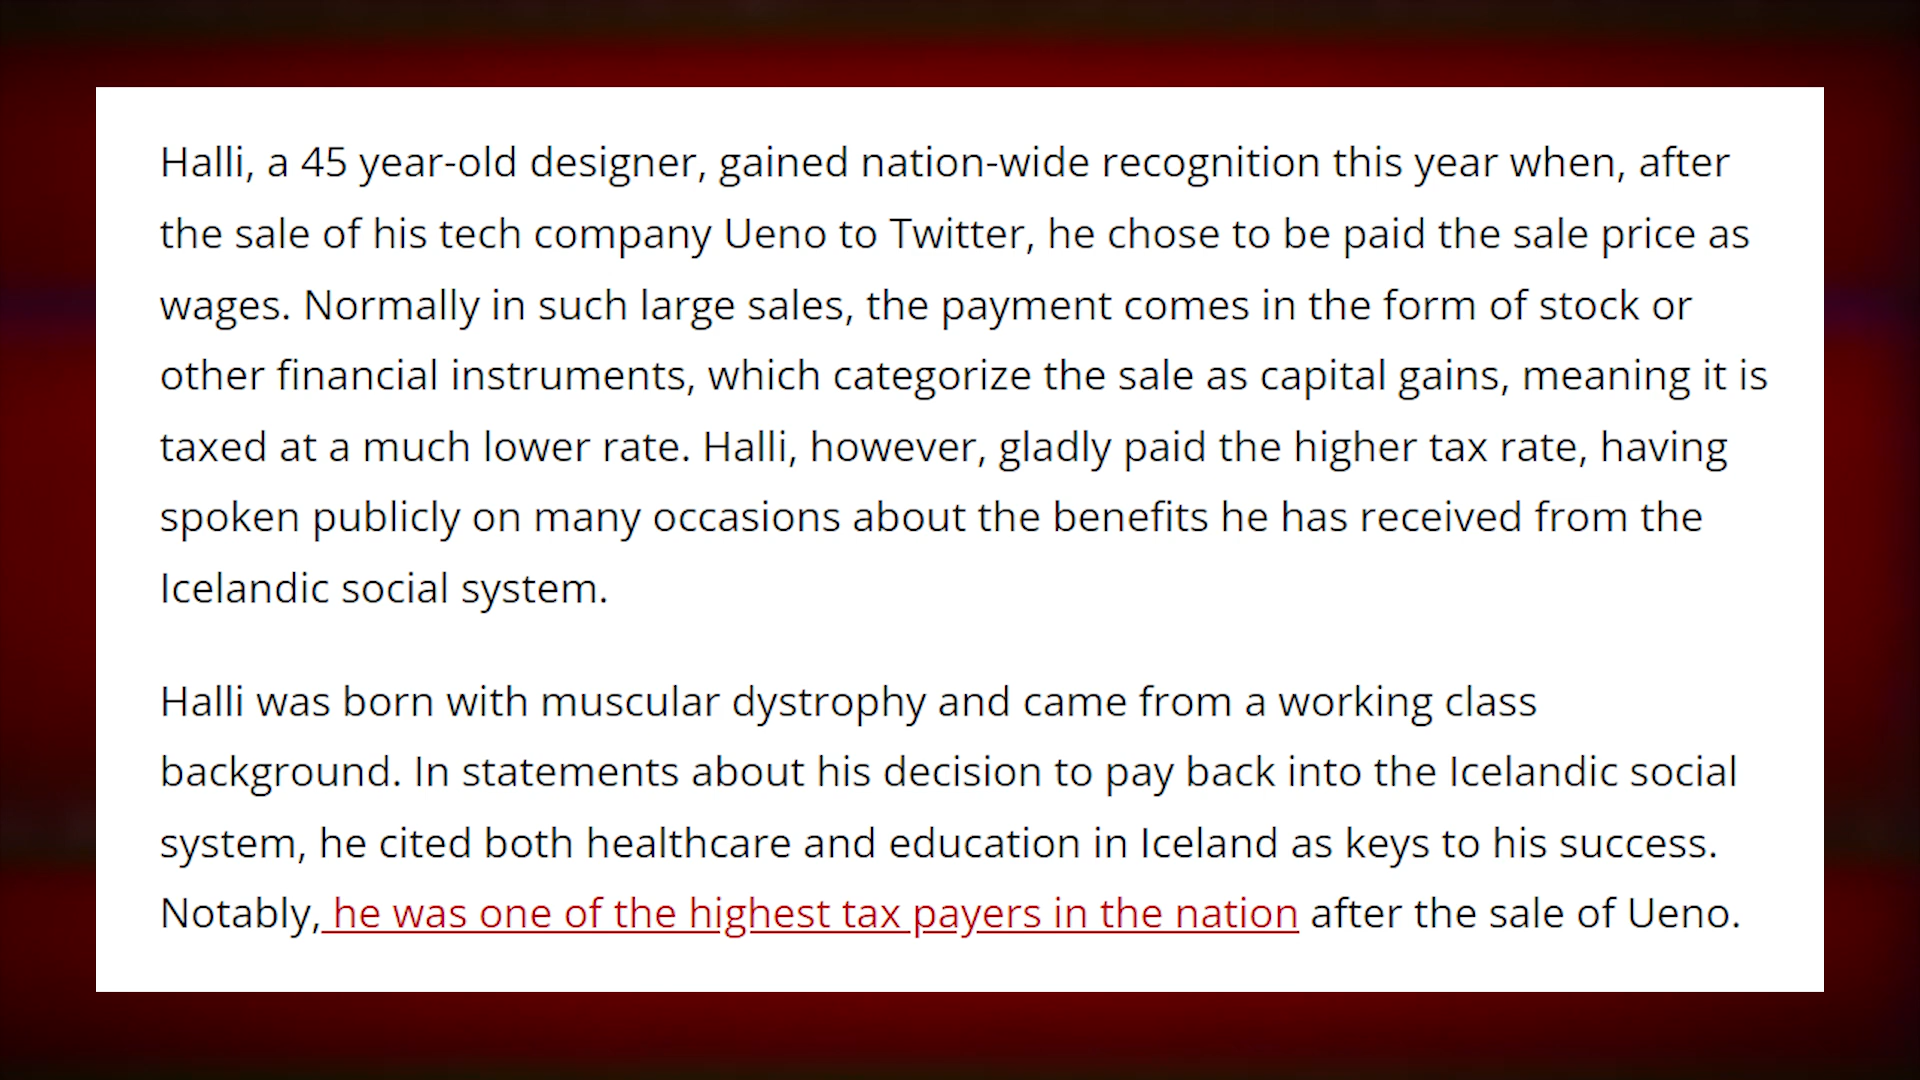 Halli, a 45 year-old designer, gained nation-wide recognition this year when, after
the sale of his tech company Ueno to Twitter, he chose to be paid the sale price as
wages. Normally in such large sales, the payment comes in the form of stock or
other financial instruments, which categorize the sale as capital gains, meaning it is
taxed at a much lower rate. Halli, however, gladly paid the higher tax rate, having
spoken publicly on many occasions about the benefits he has received from the
Icelandic social system.
Halli was born with muscular dystrophy and came from a working class
background. In statements about his decision to pay back into the Icelandic social
system, he cited both healthcare and education in Iceland as keys to his success.
Notably, he was one of the highest tax payers in the nation after the sale of Ueno.